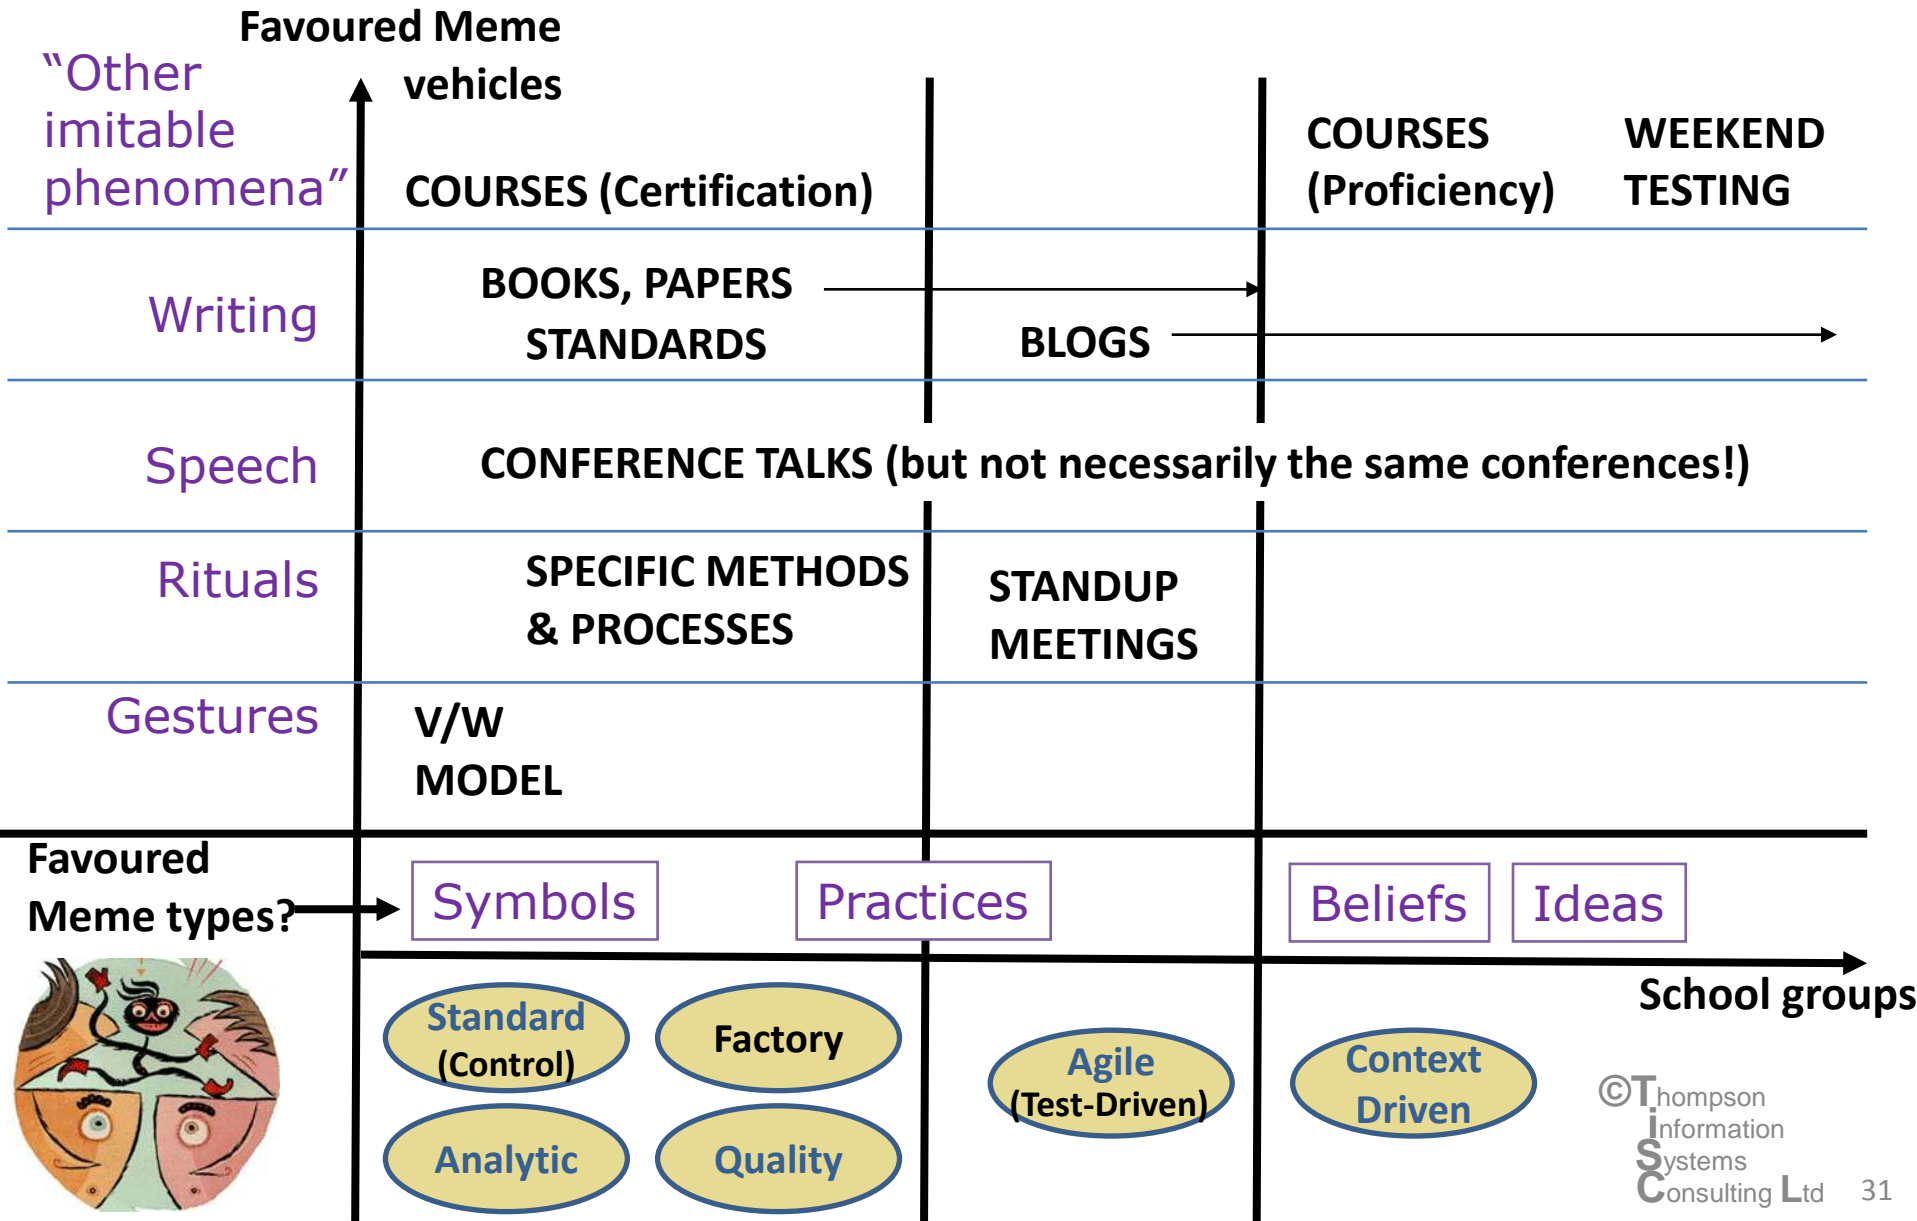 Favoured Meme
vehicles
“Other
imitable
phenomena”
COURSES (Certification)
COURSES
(Proficiency)
WEEKEND
TESTING
Writing
BOOKS, PAPERS
STANDARDS
BLOGS
Speech
CONFERENCE TALKS (but not necessarily the same conferences!)
Rituals
SPECIFIC METHODS
& PROCESSES
STANDUP
MEETINGS
Gestures
V/W
MODEL
Favoured
Meme types?
Symbols
Practices
Beliefs
Ideas
School groups
Standard
(Control)
Factory
Analytic
Quality
Agile
(Test-Driven)
Context
Driven
©Thompson
information
Systems
Consulting Ltd
31